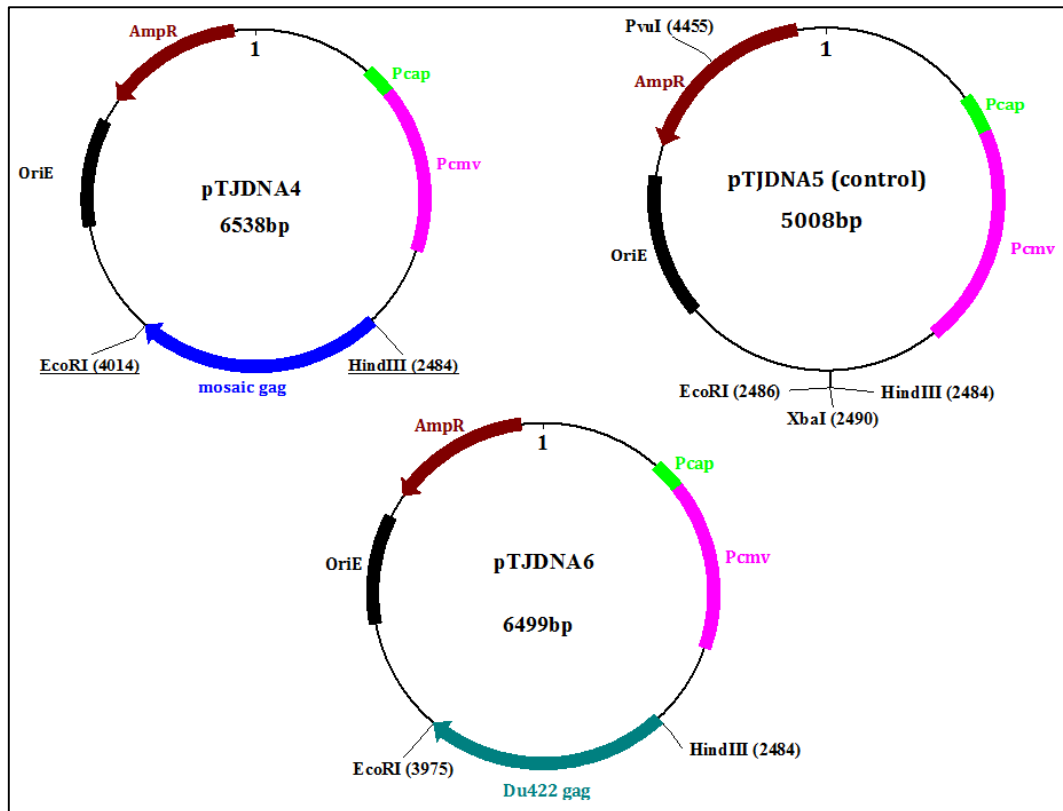 AmpR
1
Pcap
Pcmv
OriE
pTJDNA4
6538bp
EcoRI (4014)
HindIII (2484)
mosaic gag
PvuI (4455)
AmpR
1
Pcap
pTJDNA5 (control)
5008bp
OriE
Pcmv
EcoRI (2486)
HindIII (2484)
XbaI (2490)
AmpR
1
Pcap
OriE
pTJDNA6
Pcmv
6499bp
HindIII (2484)
EcoRI (3975)
Du422 gag